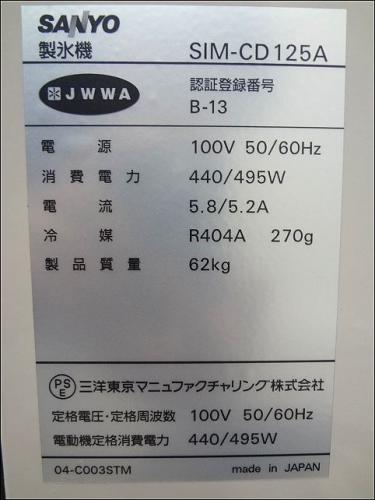 SANYO
製氷機 SIM-CD125A
JWWA 認証登録番号
B-13
電源 100V 50/60Hz
消費電力 440/495W
電流 5.8/5.2A
冷媒 R404A 270g
製品質量 62kg
PSE 三洋東京マニュファクチャリング株式会社
定格電圧・定格周波数 100V 50/60Hz
電動機定格消費電力 440/495W
04-C003STM made in JAPAN